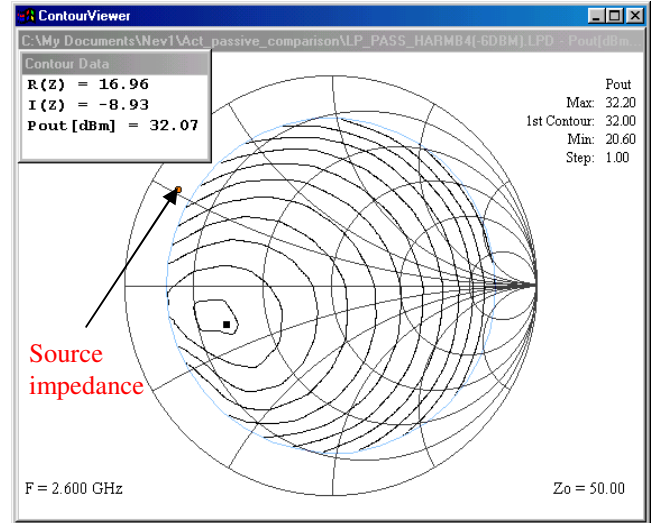 ContourViewer
C:\My Documents\Nev1\Act_passive_comparison\LP_PASS_HARMB4(-6DBM).LPD - Pout[dBm...
Contour Data
R(Z) = 16.96
I(Z) = -8.93
Pout[dBm] = 32.07
Pout
Max: 32.20
1st Contour: 32.00
Min: 20.60
Step: 1.00
Source
impedance
F = 2.600 GHz
Zo = 50.00